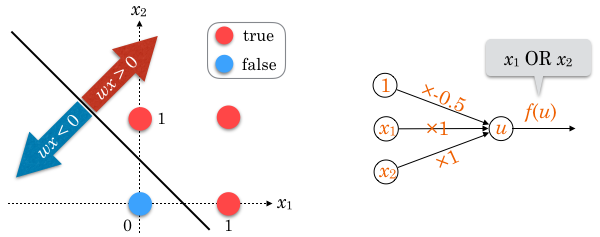 x₂
true
false
wx > 0
wx < 0
1
0
1
x₁
x₁ OR x₂
1
×-0.5
f(u)
x₁
×1
u
x₂
×1